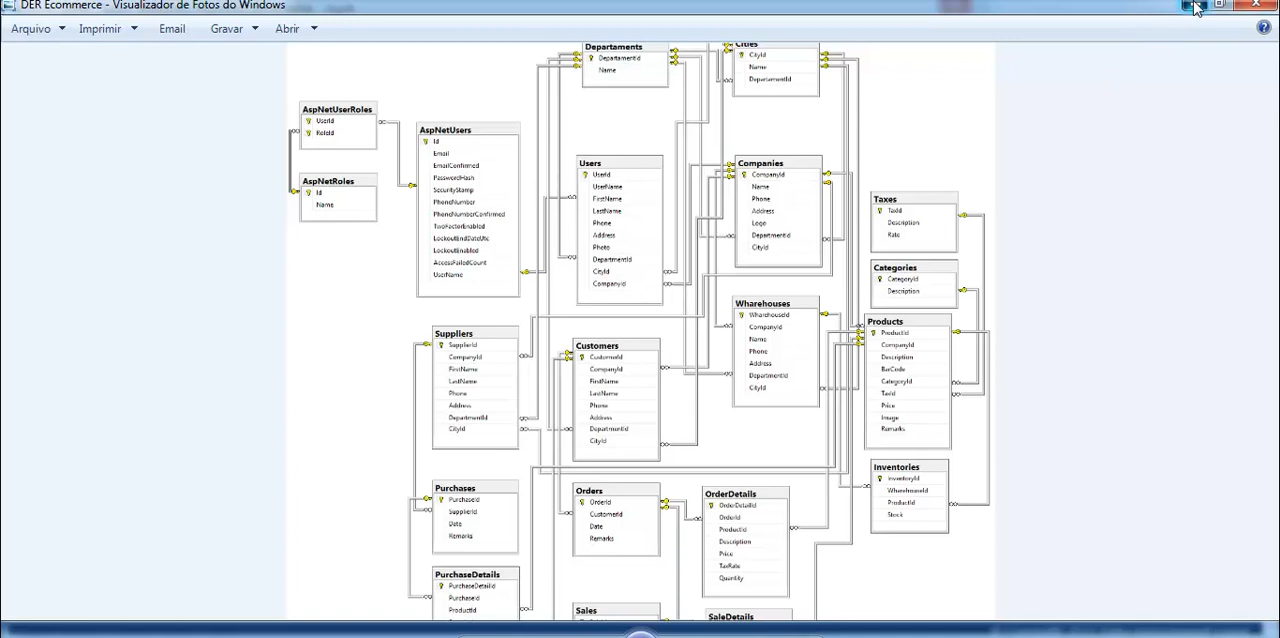 DER Ecommerce - Visualizador de Fotos do Windows
Arquivo Imprimir Email Gravar Abrir
Departaments
DepartamentId
Name
Cities
CityId
Name
DepartamentId
AspNetUserRoles
UserId
RoleId
AspNetRoles
Id
Name
AspNetUsers
Id
Email
EmailConfirmed
PasswordHash
SecurityStamp
PhoneNumber
PhoneNumberConfirmed
TwoFactorEnabled
LockoutEndDateUtc
LockoutEnabled
AccessFailedCount
UserName
Users
UserId
UserName
FirstName
LastName
Phone
Address
Photo
DepartmentId
CityId
CompanyId
Companies
CompanyId
Name
Phone
Address
Logo
DepartmentId
CityId
Taxes
TaxId
Description
Rate
Categories
CategoryId
Description
Wharehouses
WharehouseId
CompanyId
Name
Phone
Address
DepartmentId
CityId
Products
ProductId
CompanyId
Description
BarCode
CategoryId
TaxId
Price
Image
Remarks
Suppliers
SupplierId
CompanyId
FirstName
LastName
Phone
Address
DepartmentId
CityId
Customers
CustomerId
CompanyId
FirstName
LastName
Phone
Address
DepartmentId
CityId
Inventories
InventoryId
WharehouseId
ProductId
Stock
Purchases
PurchaseId
SupplierId
Date
Remarks
Orders
OrderId
CustomerId
Date
Remarks
OrderDetails
OrderDetailId
OrderId
ProductId
Description
Price
TaxRate
Quantity
PurchaseDetails
PurchaseDetailId
PurchaseId
ProductId
Sales
SaleDetails